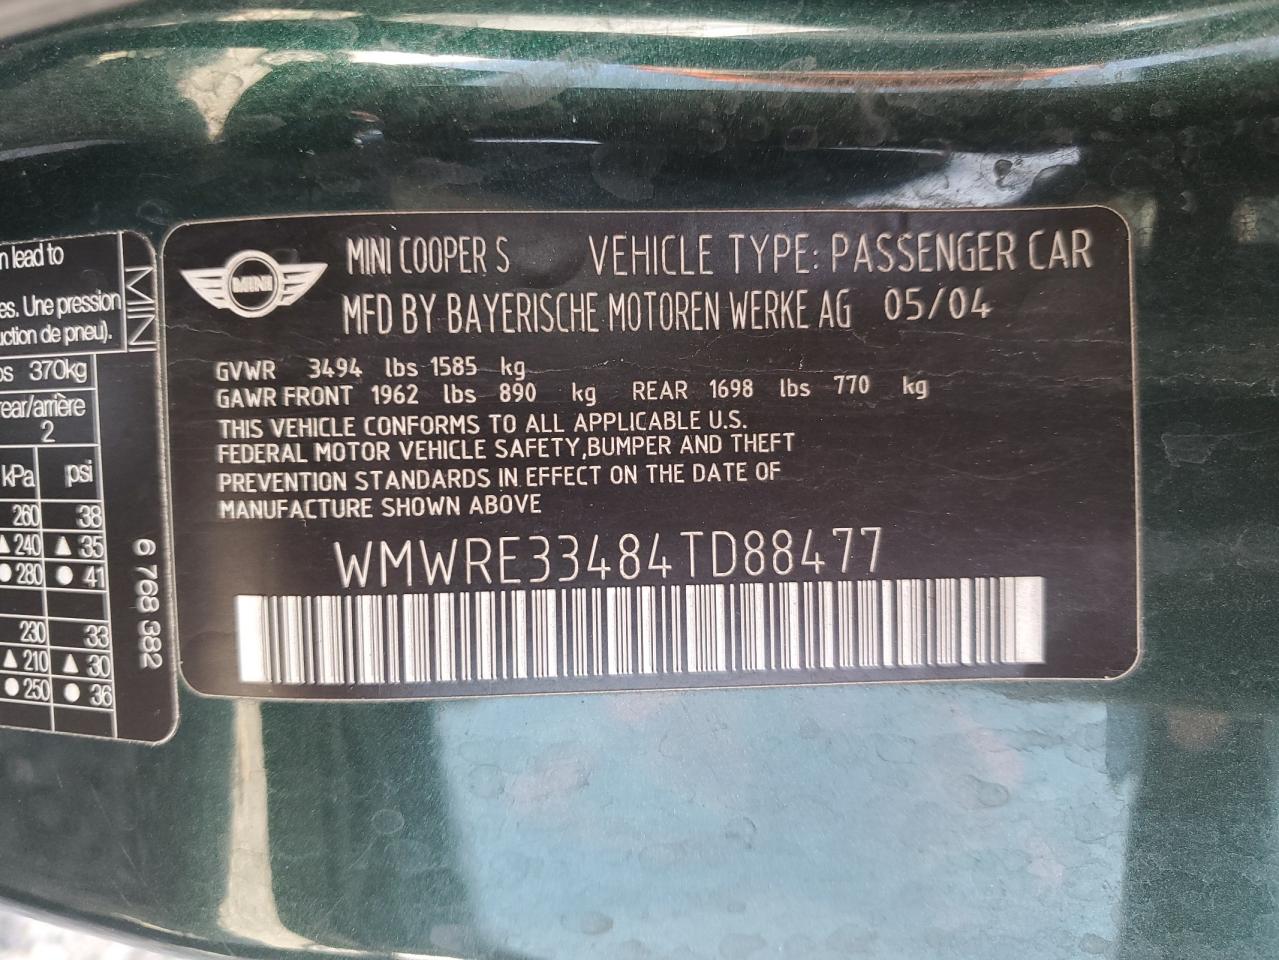 n lead to
es. Une pression
uction de pneu).
MIN
os 370kg
rear/arrière
2
kPa psi
260 38
▲ 240 ▲ 35
● 280 ● 41
230 33
▲ 210 ▲ 30
● 250 ● 36
6 768 382
MINI
MINI COOPER S VEHICLE TYPE: PASSENGER CAR
MFD BY BAYERISCHE MOTOREN WERKE AG 05/04
GVWR 3494 lbs 1585 kg
GAWR FRONT 1962 lbs 890 kg REAR 1698 lbs 770 kg
THIS VEHICLE CONFORMS TO ALL APPLICABLE U.S.
FEDERAL MOTOR VEHICLE SAFETY,BUMPER AND THEFT
PREVENTION STANDARDS IN EFFECT ON THE DATE OF
MANUFACTURE SHOWN ABOVE
WMWRE33484TD88477